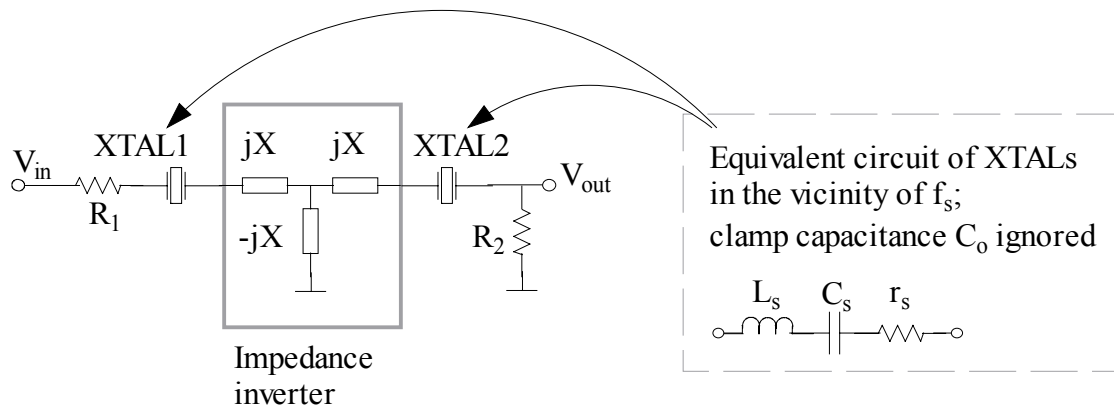 XTAL1
jX
jX
XTAL2
V_in
V_out
R_1
-jX
R_2
Impedance
inverter
Equivalent circuit of XTALs
in the vicinity of f_s;
clamp capacitance C_o ignored
L_s
C_s
r_s